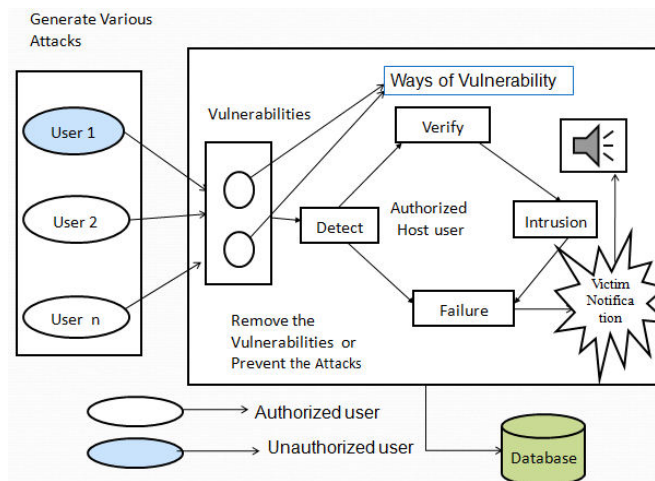 Generate Various
Attacks
User 1
User 2
User n
Vulnerabilities
Ways of Vulnerability
Verify
Detect
Authorized
Host user
Intrusion
Failure
Victim
Notifica
tion
Remove the
Vulnerabilities or
Prevent the Attacks
Authorized user
Unauthorized user
Database